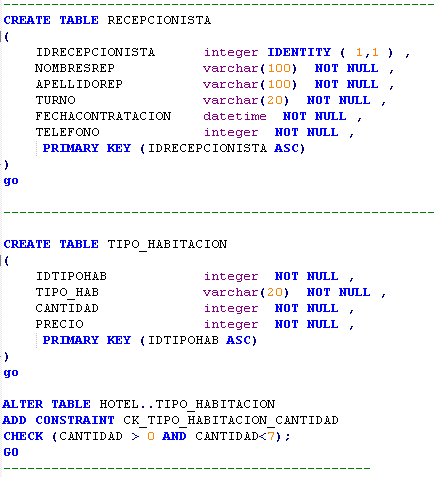 ------------------------------------------------------
CREATE TABLE RECEPCIONISTA
(
IDRECEPCIONISTA integer IDENTITY ( 1,1 ) ,
NOMBRESREP varchar(100) NOT NULL ,
APELLIDOREP varchar(100) NOT NULL ,
TURNO varchar(20) NOT NULL ,
FECHACONTRATACION datetime NOT NULL ,
TELEFONO integer NOT NULL ,
PRIMARY KEY (IDRECEPCIONISTA ASC)
)
go
------------------------------------------------------
CREATE TABLE TIPO_HABITACION
(
IDTIPOHAB integer NOT NULL ,
TIPO_HAB varchar(20) NOT NULL ,
CANTIDAD integer NOT NULL ,
PRECIO integer NOT NULL ,
PRIMARY KEY (IDTIPOHAB ASC)
)
go
ALTER TABLE HOTEL..TIPO_HABITACION
ADD CONSTRAINT CK_TIPO_HABITACION_CANTIDAD
CHECK (CANTIDAD > 0 AND CANTIDAD<7);
GO
----------------------------------------------